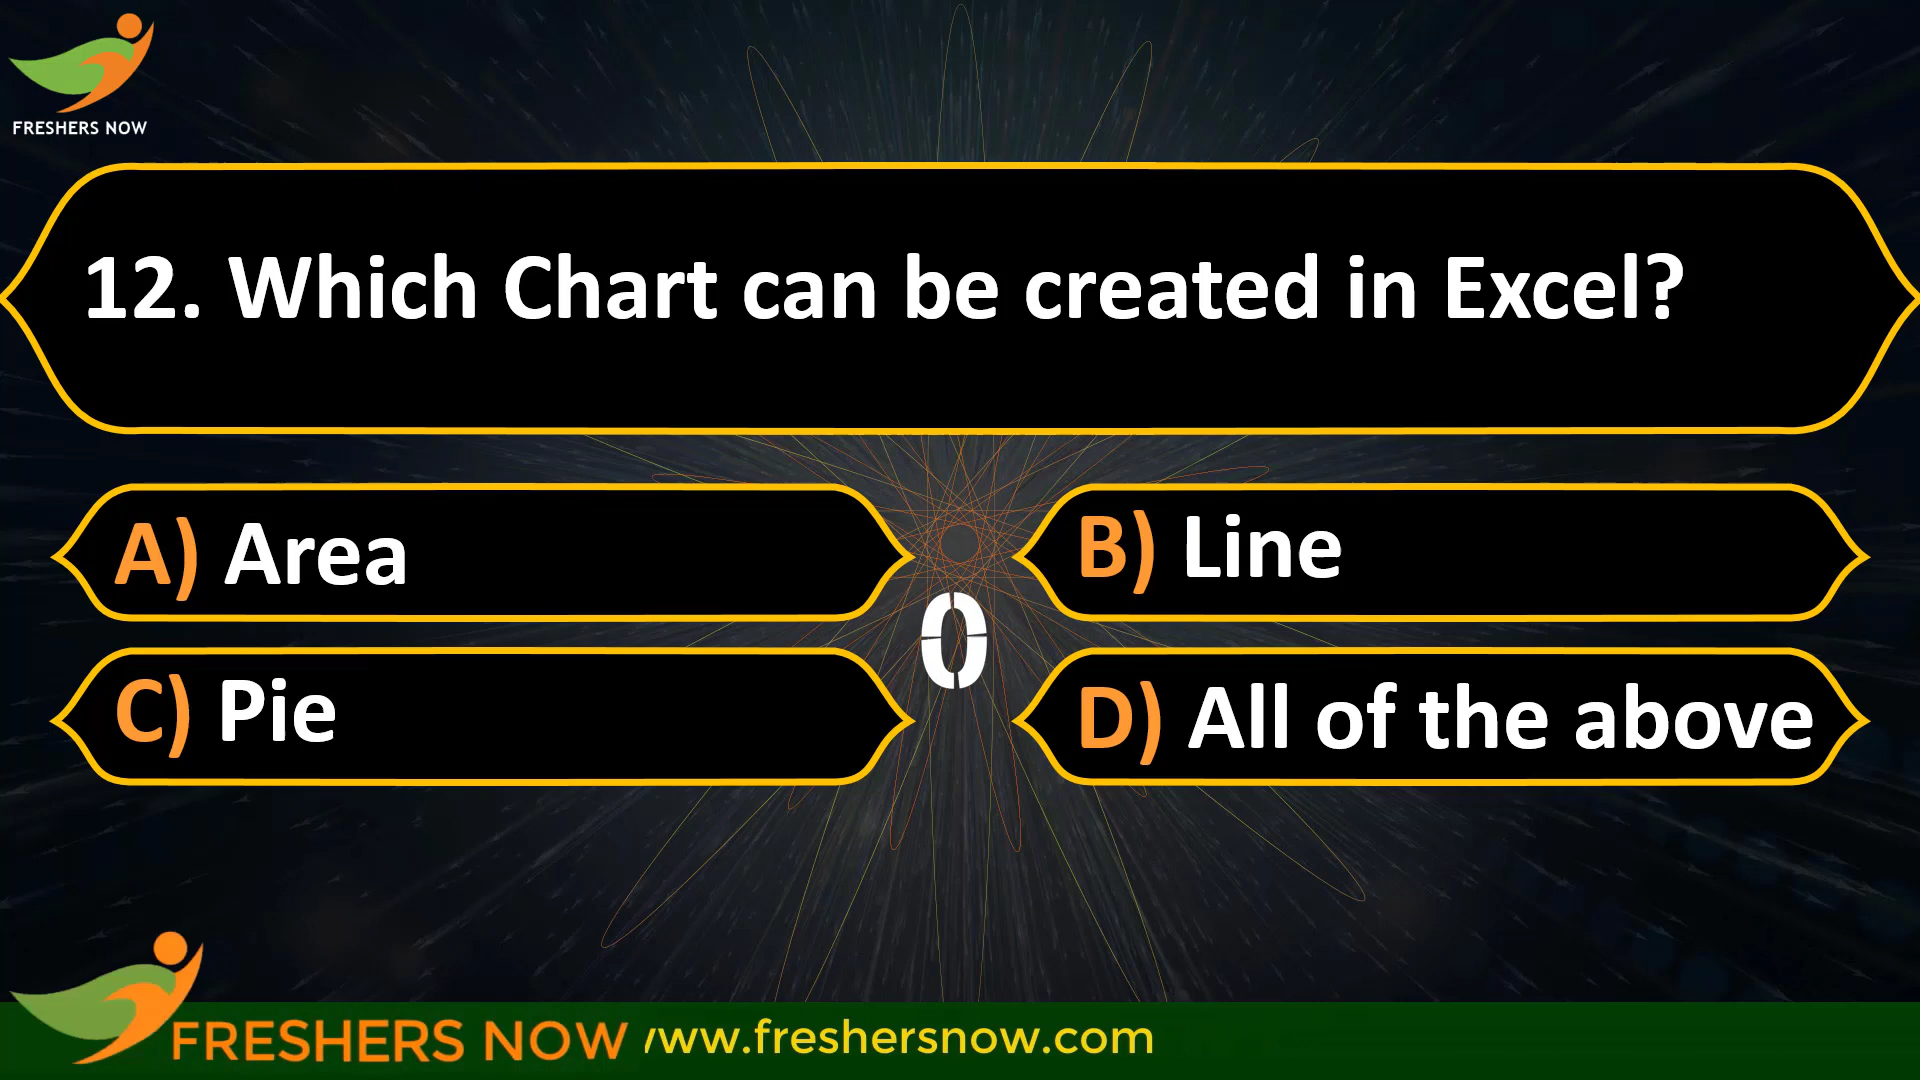 FRESHERS NOW
12. Which Chart can be created in Excel?
A) Area
B) Line
0
C) Pie
D) All of the above
FRESHERS NOW
www.freshersnow.com